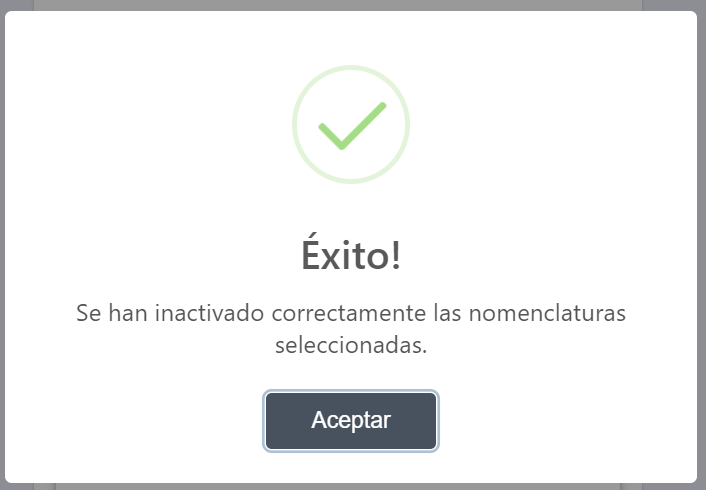 Éxito!
Se han inactivado correctamente las nomenclaturas
seleccionadas.
Aceptar